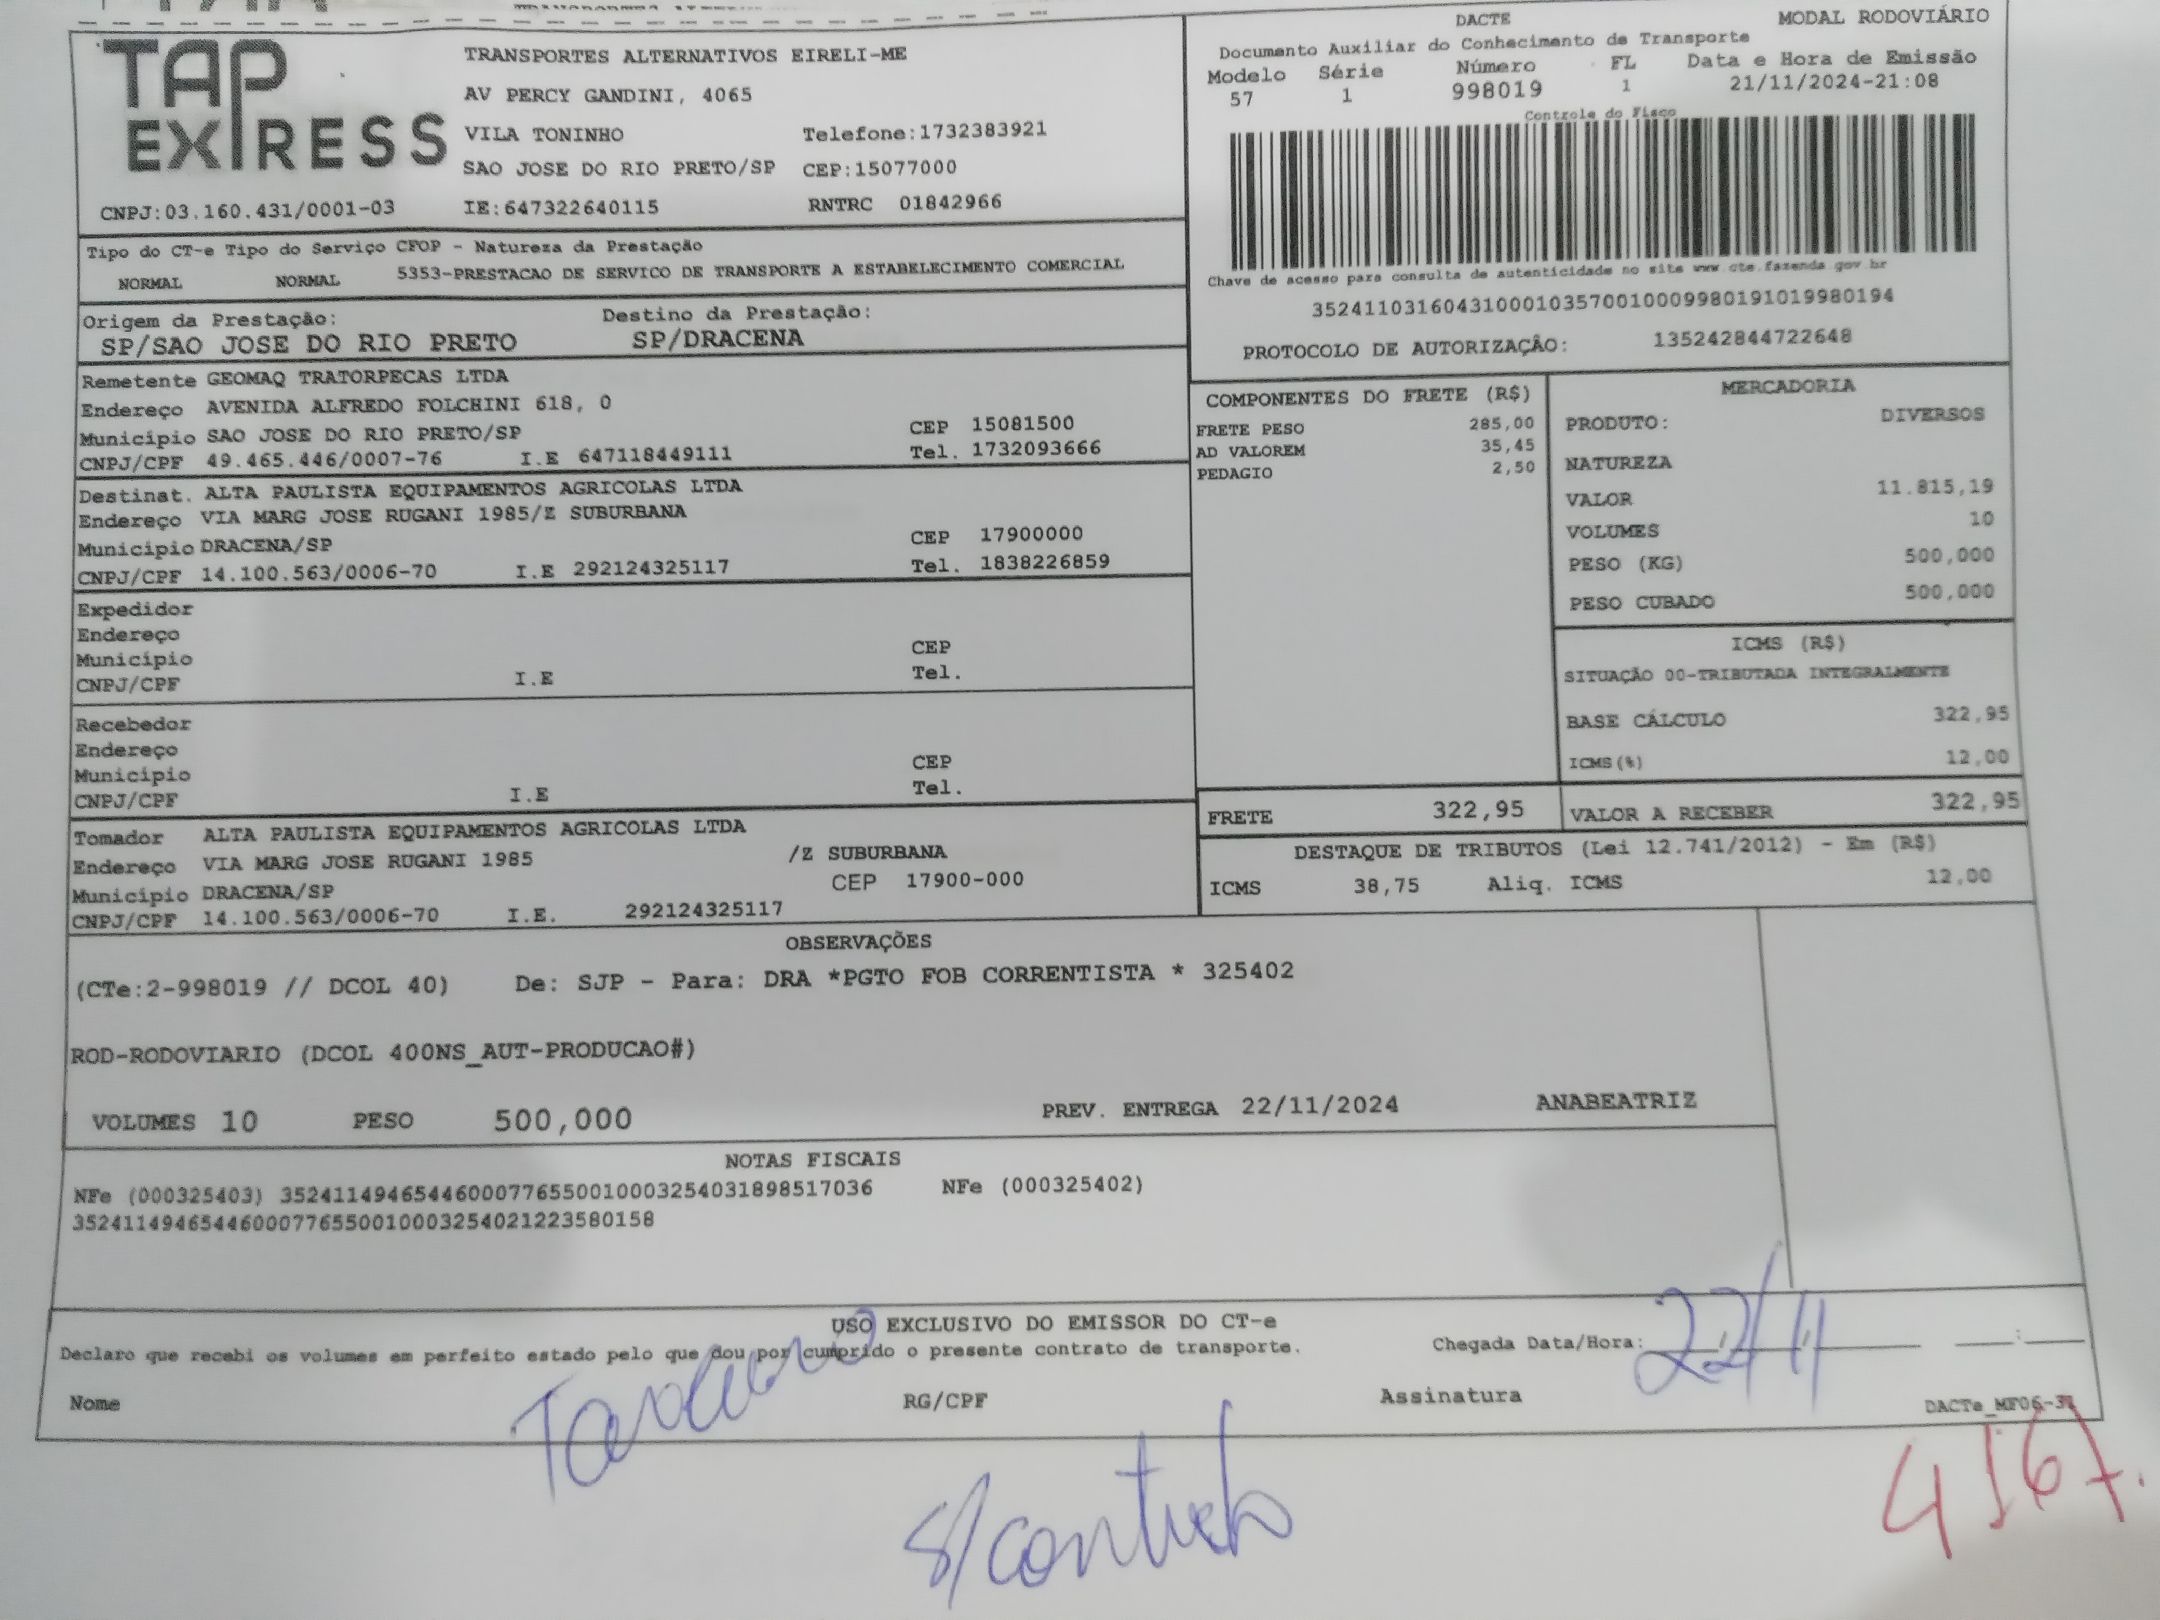 TAP EXPRESS
TRANSPORTES ALTERNATIVOS EIRELI-ME
AV PERCY GANDINI, 4065
VILA TONINHO Telefone:1732383921
SAO JOSE DO RIO PRETO/SP CEP:15077000
CNPJ:03.160.431/0001-03 IE:647322640115 RNTRC 01842966
DACTE MODAL RODOVIÁRIO
Documento Auxiliar do Conhecimento de Transporte
Modelo Série Número FL Data e Hora de Emissão
57 1 998019 1 21/11/2024-21:08
Controle do Fisco
Chave de acesso para consulta de autenticidade no site www.cte.fazenda.gov.br
35241103160431000103570010009980191019980194
PROTOCOLO DE AUTORIZAÇÃO: 135242844722648
Tipo do CT-e Tipo do Serviço CFOP - Natureza da Prestação
NORMAL NORMAL 5353-PRESTACAO DE SERVICO DE TRANSPORTE A ESTABELECIMENTO COMERCIAL
Origem da Prestação: Destino da Prestação:
SP/SAO JOSE DO RIO PRETO SP/DRACENA
Remetente GEOMAQ TRATORPECAS LTDA
Endereço AVENIDA ALFREDO FOLCHINI 618, 0
Município SAO JOSE DO RIO PRETO/SP CEP 15081500
CNPJ/CPF 49.465.446/0007-76 I.E 647118449111 Tel. 1732093666
Destinat. ALTA PAULISTA EQUIPAMENTOS AGRICOLAS LTDA
Endereço VIA MARG JOSE RUGANI 1985/Z SUBURBANA
Município DRACENA/SP CEP 17900000
CNPJ/CPF 14.100.563/0006-70 I.E 292124325117 Tel. 1838226859
Expedidor
Endereço
Município CEP
CNPJ/CPF I.E Tel.
Recebedor
Endereço
Município CEP
CNPJ/CPF I.E Tel.
Tomador ALTA PAULISTA EQUIPAMENTOS AGRICOLAS LTDA
Endereço VIA MARG JOSE RUGANI 1985 /Z SUBURBANA
Município DRACENA/SP CEP 17900-000
CNPJ/CPF 14.100.563/0006-70 I.E. 292124325117
COMPONENTES DO FRETE (R$)
FRETE PESO 285,00
AD VALOREM 35,45
PEDAGIO 2,50
MERCADORIA
PRODUTO: DIVERSOS
NATUREZA
VALOR 11.815,19
VOLUMES 10
PESO (KG) 500,000
PESO CUBADO 500,000
ICMS (R$)
SITUAÇÃO 00-TRIBUTADA INTEGRALMENTE
BASE CÁLCULO 322,95
ICMS(%) 12,00
FRETE 322,95 VALOR A RECEBER 322,95
DESTAQUE DE TRIBUTOS (Lei 12.741/2012) - Em (R$)
ICMS 38,75 Aliq. ICMS 12,00
OBSERVAÇÕES
(CTe:2-998019 // DCOL 40) De: SJP - Para: DRA *PGTO FOB CORRENTISTA * 325402
ROD-RODOVIARIO (DCOL 400NS_AUT-PRODUCAO#)
VOLUMES 10 PESO 500,000 PREV. ENTREGA 22/11/2024 ANABEATRIZ
NOTAS FISCAIS
NFe (000325403) 35241149465446000776550010003254031898517036 NFe (000325402)
35241149465446000776550010003254021223580158
USO EXCLUSIVO DO EMISSOR DO CT-e
Declaro que recebi os volumes em perfeito estado pelo que dou por cumprido o presente contrato de transporte. Chegada Data/Hora: 22/11
Nome RG/CPF Assinatura
DACTe_MF06-37